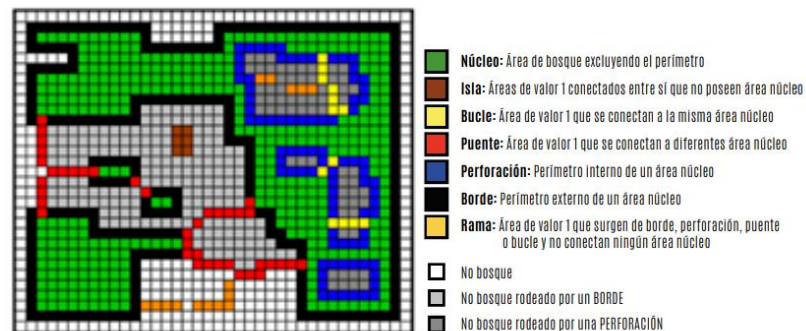 Núcleo: Área de bosque excluyendo el perímetro
Isla: Áreas de valor 1 conectados entre sí que no poseen área núcleo
Bucle: Área de valor 1 que se conectan a la misma área núcleo
Puente: Área de valor 1 que se conectan a diferentes área núcleo
Perforación: Perímetro interno de un área núcleo
Borde: Perímetro externo de un área núcleo
Rama: Área de valor 1 que surgen de borde, perforación, puente
o bucle y no conectan ningún área núcleo
No bosque
No bosque rodeado por un BORDE
No bosque rodeado por una PERFORACIÓN